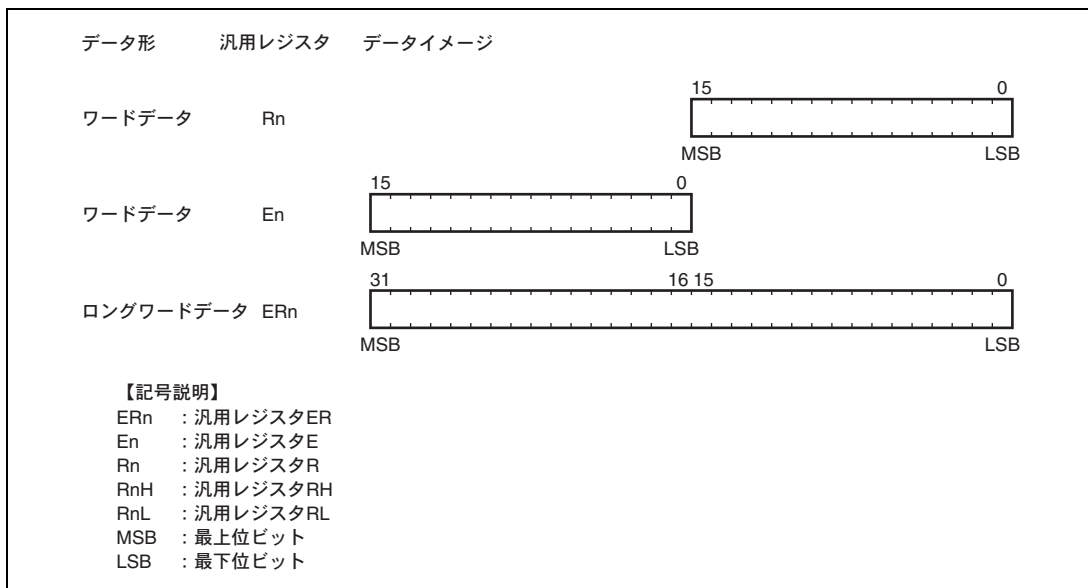 データ形 汎用レジスタ データイメージ
15 0
ワードデータ Rn
MSB LSB
15 0
ワードデータ En
MSB LSB
31 16 15 0
ロングワードデータ ERn
MSB LSB
【記号説明】
ERn :汎用レジスタER
En :汎用レジスタE
Rn :汎用レジスタR
RnH :汎用レジスタRH
RnL :汎用レジスタRL
MSB :最上位ビット
LSB :最下位ビット